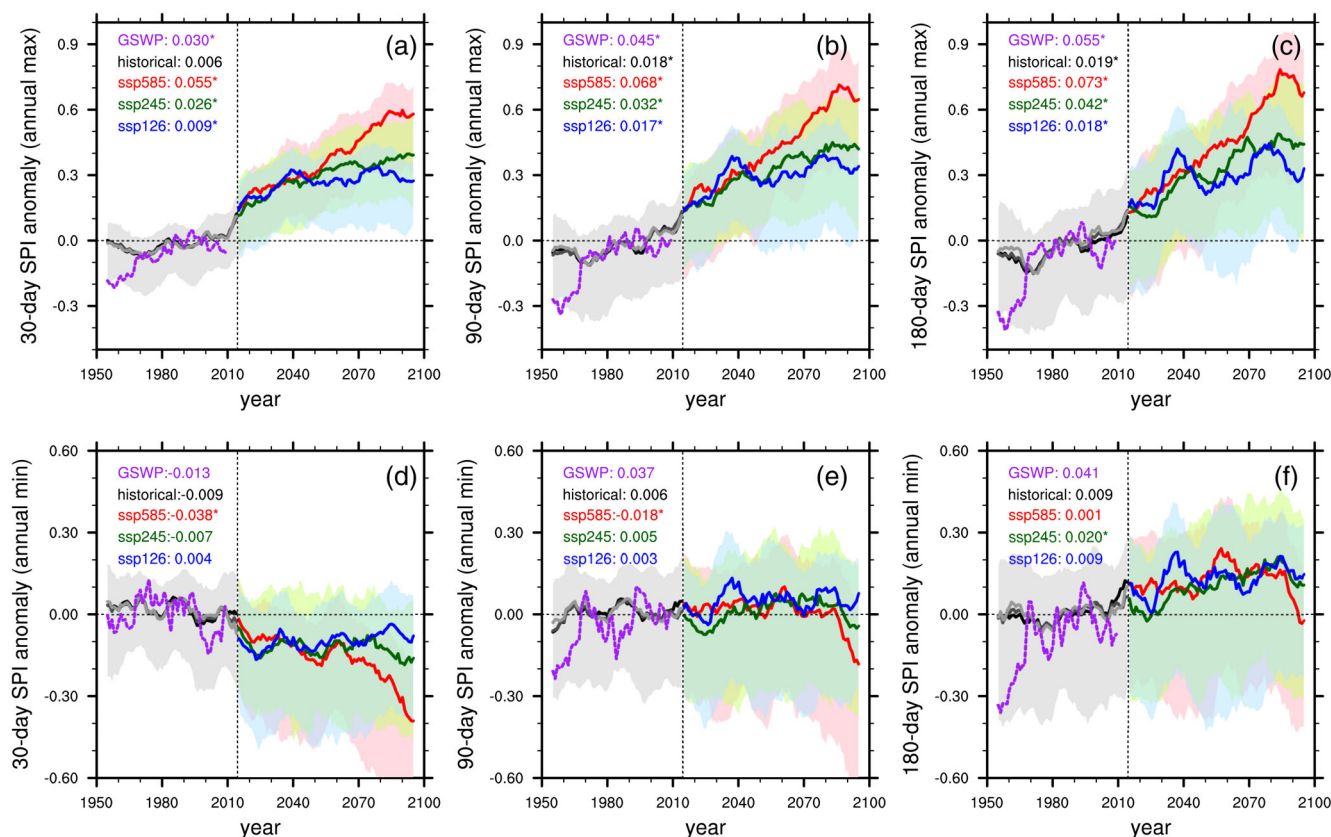 (a)
GSWP: 0.030*
historical: 0.006
ssp585: 0.055*
ssp245: 0.026*
ssp126: 0.009*
30-day SPI anomaly (annual max)
0.9
0.6
0.3
0.0
-0.3
1950 1980 2010 2040 2070 2100
year
(b)
GSWP: 0.045*
historical: 0.018*
ssp585: 0.068*
ssp245: 0.032*
ssp126: 0.017*
90-day SPI anomaly (annual max)
0.9
0.6
0.3
0.0
-0.3
1950 1980 2010 2040 2070 2100
year
(c)
GSWP: 0.055*
historical: 0.019*
ssp585: 0.073*
ssp245: 0.042*
ssp126: 0.018*
180-day SPI anomaly (annual max)
0.9
0.6
0.3
0.0
-0.3
1950 1980 2010 2040 2070 2100
year
(d)
GSWP:-0.013
historical:-0.009
ssp585:-0.038*
ssp245:-0.007
ssp126: 0.004
30-day SPI anomaly (annual min)
0.60
0.30
0.00
-0.30
-0.60
1950 1980 2010 2040 2070 2100
year
(e)
GSWP: 0.037
historical: 0.006
ssp585:-0.018*
ssp245: 0.005
ssp126: 0.003
90-day SPI anomaly (annual min)
0.60
0.30
0.00
-0.30
-0.60
1950 1980 2010 2040 2070 2100
year
(f)
GSWP: 0.041
historical: 0.009
ssp585: 0.001
ssp245: 0.020*
ssp126: 0.009
180-day SPI anomaly (annual min)
0.60
0.30
0.00
-0.30
-0.60
1950 1980 2010 2040 2070 2100
year